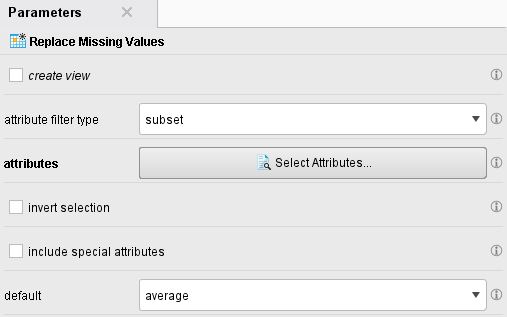 Parameters
Replace Missing Values
create view
attribute filter type subset
attributes Select Attributes...
invert selection
include special attributes
default average